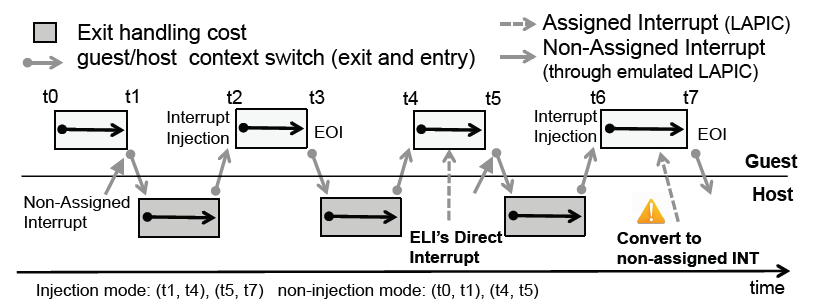 Exit handling cost
guest/host context switch (exit and entry)
Assigned Interrupt (LAPIC)
Non-Assigned Interrupt
(through emulated LAPIC)
t0
t1
t2
t3
t4
t5
t6
t7
Interrupt
Injection
EOI
Interrupt
Injection
EOI
Guest
Host
Non-Assigned
Interrupt
ELI's Direct
Interrupt
Convert to
non-assigned INT
time
Injection mode: (t1, t4), (t5, t7) non-injection mode: (t0, t1), (t4, t5)